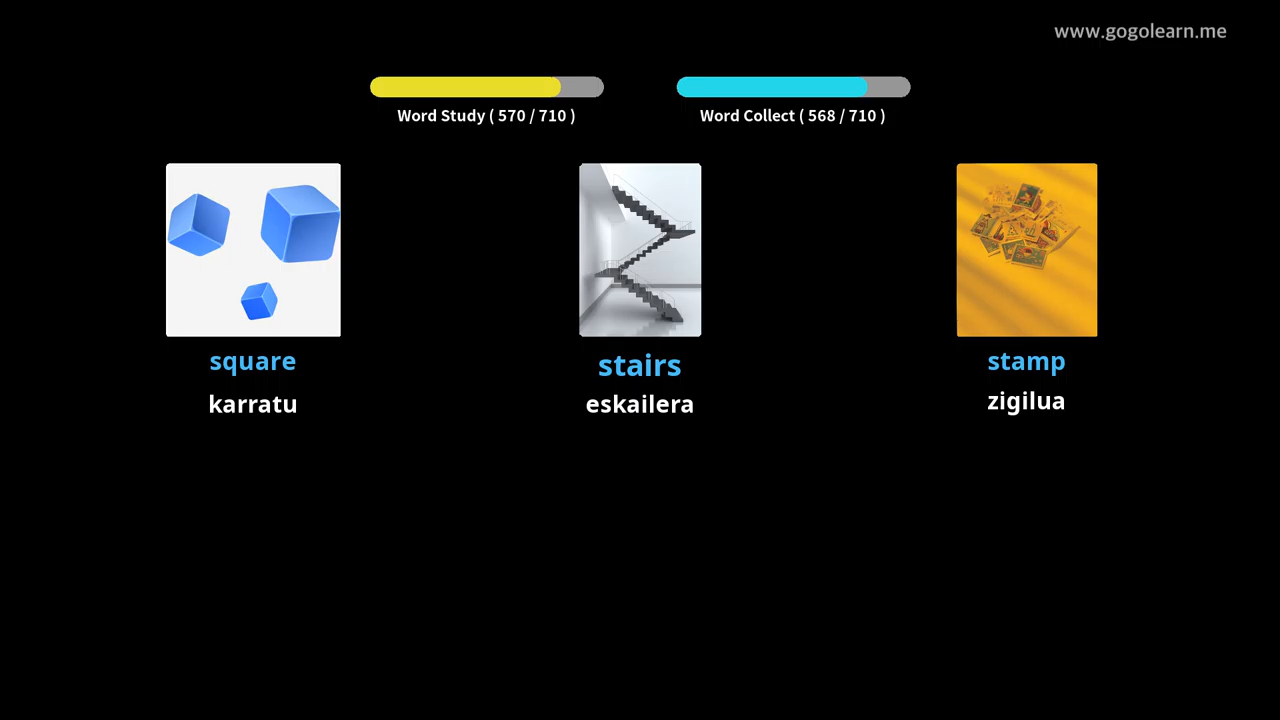 www.gogolearn.me
Word Study ( 570 / 710 )
Word Collect ( 568 / 710 )
square
karratu
stairs
eskailera
stamp
zigilua